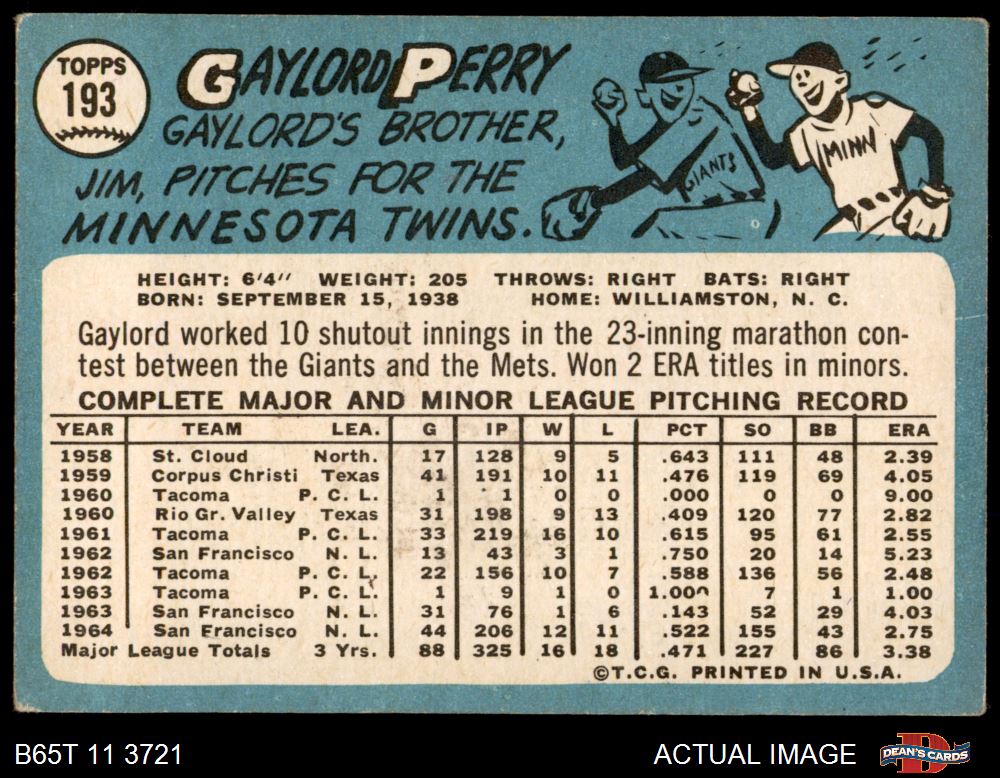 TOPPS
193
GAYLORD PERRY
GAYLORD'S BROTHER,
JIM, PITCHES FOR THE
MINNESOTA TWINS.
GIANTS
MINN
HEIGHT: 6'4" WEIGHT: 205 THROWS: RIGHT BATS: RIGHT
BORN: SEPTEMBER 15, 1938 HOME: WILLIAMSTON, N. C.
Gaylord worked 10 shutout innings in the 23-inning marathon con-
test between the Giants and the Mets. Won 2 ERA titles in minors.
COMPLETE MAJOR AND MINOR LEAGUE PITCHING RECORD
YEAR TEAM LEA. G IP W L PCT SO BB ERA
1958 St. Cloud North. 17 128 9 5 .643 111 48 2.39
1959 Corpus Christi Texas 41 191 10 11 .476 119 69 4.05
1960 Tacoma P. C. L. 1 1 0 0 .000 0 0 9.00
1960 Rio Gr. Valley Texas 31 198 9 13 .409 120 77 2.82
1961 Tacoma P. C. L. 33 219 16 10 .615 95 61 2.55
1962 San Francisco N. L. 13 43 3 1 .750 20 14 5.23
1962 Tacoma P. C. L. 22 156 10 7 .588 136 56 2.48
1963 Tacoma P. C. L. 1 9 1 0 1.000 7 1 1.00
1963 San Francisco N. L. 31 76 1 6 .143 52 29 4.03
1964 San Francisco N. L. 44 206 12 11 .522 155 43 2.75
Major League Totals 3 Yrs. 88 325 16 18 .471 227 86 3.38
©T.C.G. PRINTED IN U.S.A.
B65T 11 3721 ACTUAL IMAGE DEAN'S CARDS